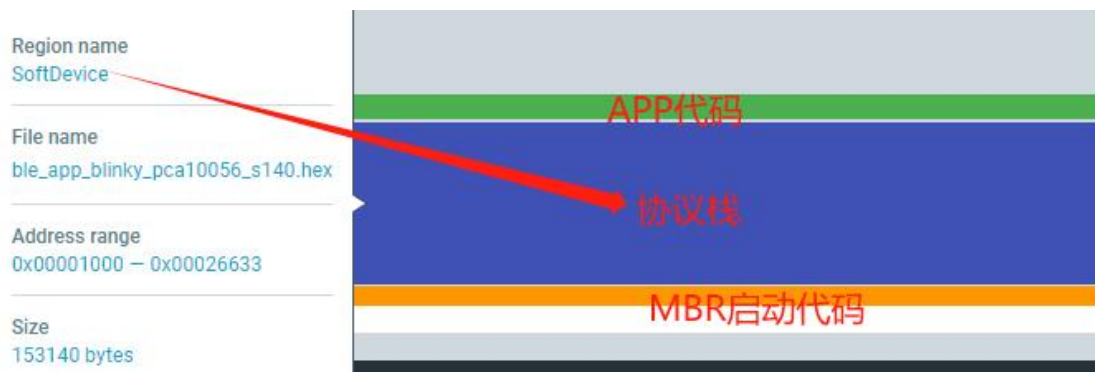 Region name
SoftDevice
File name
ble_app_blinky_pca10056_s140.hex
Address range
0x00001000 — 0x00026633
Size
153140 bytes
APP代码
协议栈
MBR启动代码